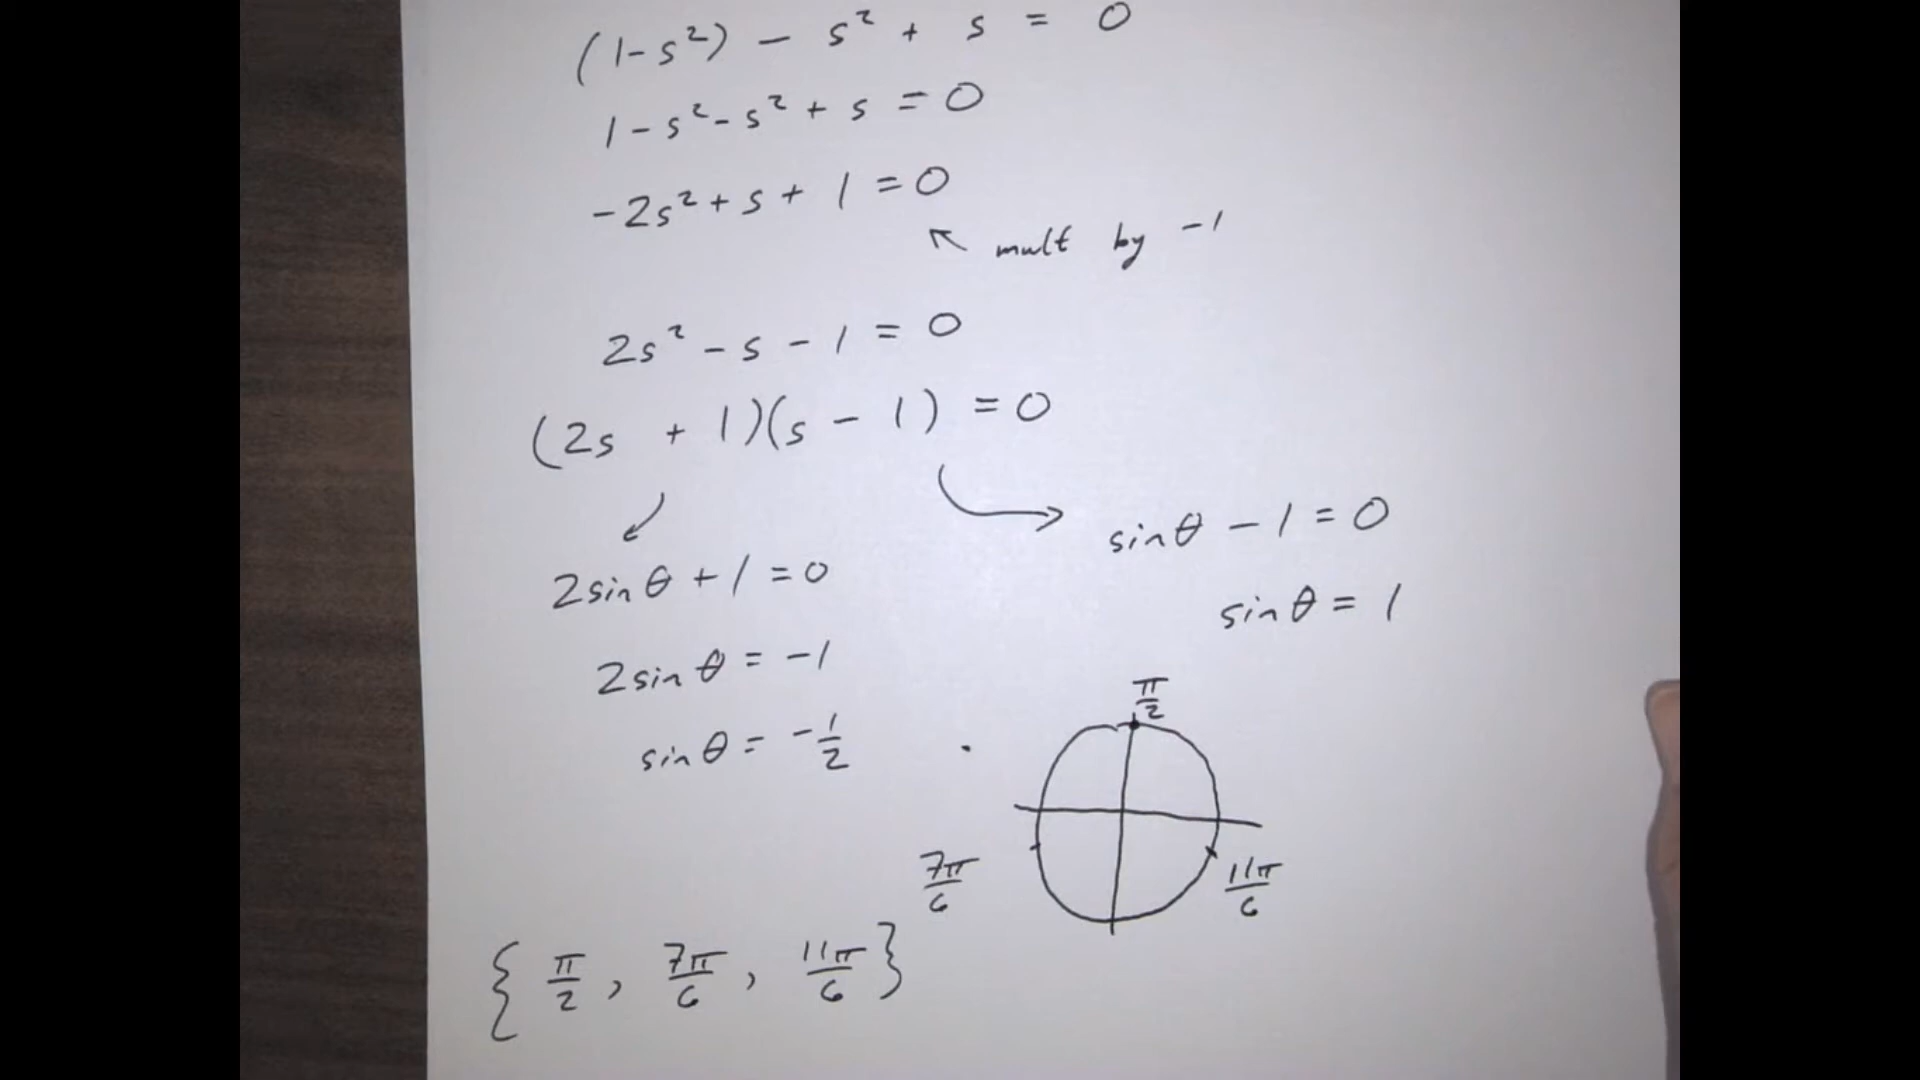 (1-s²) - s² + s = 0
1 - s² - s² + s = 0
-2s² + s + 1 = 0
↖ mult by -1
2s² - s - 1 = 0
(2s + 1)(s - 1) = 0
2sinθ + 1 = 0
2sinθ = -1
sinθ = -1/2
sinθ - 1 = 0
sinθ = 1
π/2
7π/6
11π/6
{π/2, 7π/6, 11π/6}